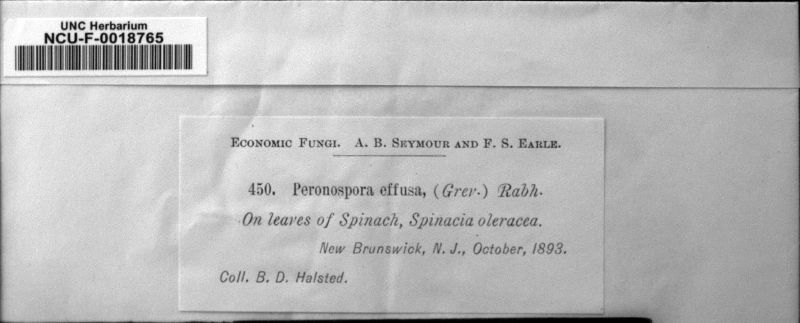 UNC Herbarium
NCU-F-0018765
Economic Fungi. A. B. Seymour and F. S. Earle.
450. Peronospora effusa, (Grev.) Rabh.
On leaves of Spinach, Spinacia oleracea.
New Brunswick, N. J., October, 1893.
Coll. B. D. Halsted.